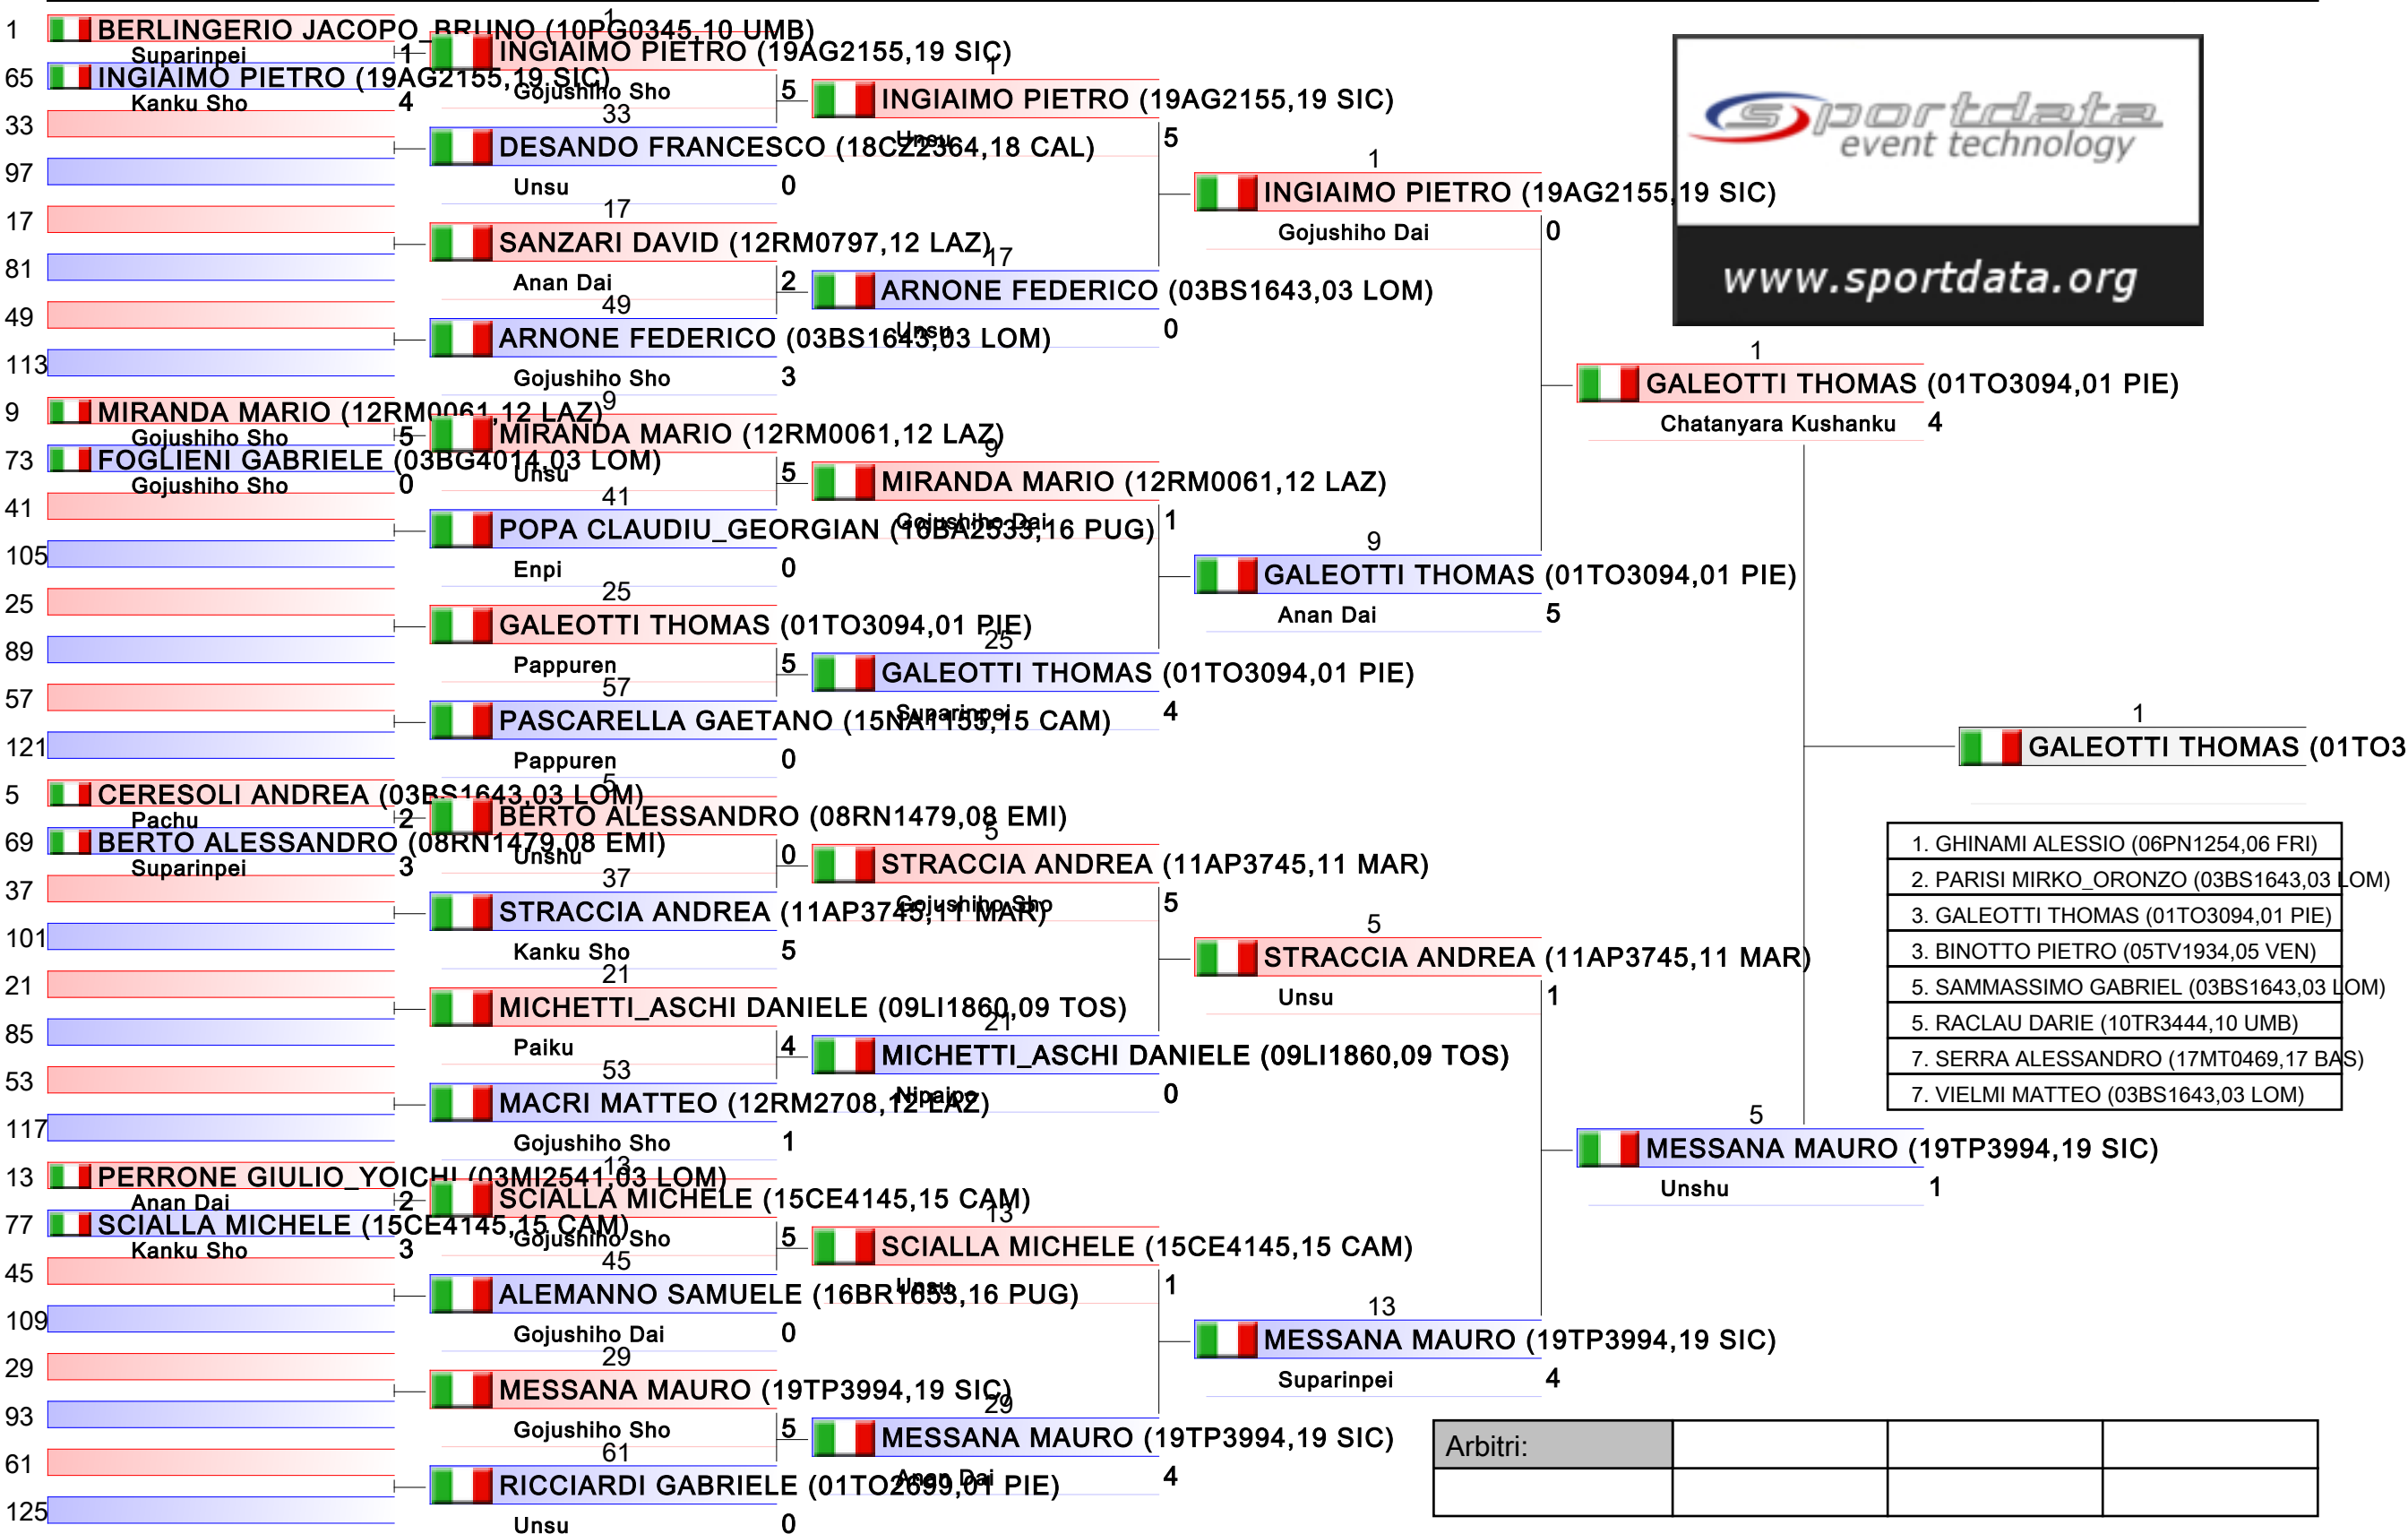 1
BERLINGERIO JACOPO_BRUNO (10PG0345,10 UMB)
Suparinpei
1
65
INGIAIMO PIETRO (19AG2155,19 SIC)
Kanku Sho
4
33
97
17
81
49
113
9
MIRANDA MARIO (12RM0061,12 LAZ)
Gojushiho Sho
5
73
FOGLIENI GABRIELE (03BG4014,03 LOM)
Gojushiho Sho
0
41
105
25
89
57
121
5
CERESOLI ANDREA (03BS1643,03 LOM)
Pachu
2
69
BERTO ALESSANDRO (08RN1479,08 EMI)
Suparinpei
3
37
101
21
85
53
117
13
PERRONE GIULIO_YOICHI (03MI2541,03 LOM)
Anan Dai
2
77
SCIALLA MICHELE (15CE4145,15 CAM)
Kanku Sho
3
45
109
29
93
61
125
1
INGIAIMO PIETRO (19AG2155,19 SIC)
Gojushiho Sho
5
33
DESANDO FRANCESCO (18CZ2364,18 CAL)
Unsu
0
17
SANZARI DAVID (12RM0797,12 LAZ)
Anan Dai
2
49
ARNONE FEDERICO (03BS1643,03 LOM)
Gojushiho Sho
3
9
MIRANDA MARIO (12RM0061,12 LAZ)
Unsu
5
41
POPA CLAUDIU_GEORGIAN (16BA2533,16 PUG)
Enpi
0
25
GALEOTTI THOMAS (01TO3094,01 PIE)
Pappuren
5
57
PASCARELLA GAETANO (15NA1155,15 CAM)
Pappuren
0
5
BERTO ALESSANDRO (08RN1479,08 EMI)
Unshu
0
37
STRACCIA ANDREA (11AP3745,11 MAR)
Kanku Sho
5
21
MICHETTI_ASCHI DANIELE (09LI1860,09 TOS)
Paiku
4
53
MACRI MATTEO (12RM2708,12 LAZ)
Gojushiho Sho
1
13
SCIALLA MICHELE (15CE4145,15 CAM)
Gojushiho Sho
5
45
ALEMANNO SAMUELE (16BR1653,16 PUG)
Gojushiho Dai
0
29
MESSANA MAURO (19TP3994,19 SIC)
Gojushiho Sho
5
61
RICCIARDI GABRIELE (01TO2699,01 PIE)
Unsu
0
1
INGIAIMO PIETRO (19AG2155,19 SIC)
Unsu
5
17
ARNONE FEDERICO (03BS1643,03 LOM)
Unsu
0
9
MIRANDA MARIO (12RM0061,12 LAZ)
Gojushiho Dai
1
25
GALEOTTI THOMAS (01TO3094,01 PIE)
Suparinpei
4
5
STRACCIA ANDREA (11AP3745,11 MAR)
Gojushiho Sho
5
21
MICHETTI_ASCHI DANIELE (09LI1860,09 TOS)
Nipaipo
0
13
SCIALLA MICHELE (15CE4145,15 CAM)
Unsu
1
29
MESSANA MAURO (19TP3994,19 SIC)
Anan Dai
4
1
INGIAIMO PIETRO (19AG2155,19 SIC)
Gojushiho Dai
0
9
GALEOTTI THOMAS (01TO3094,01 PIE)
Anan Dai
5
5
STRACCIA ANDREA (11AP3745,11 MAR)
Unsu
1
13
MESSANA MAURO (19TP3994,19 SIC)
Suparinpei
4
sportdata
event technology
www.sportdata.org
1
GALEOTTI THOMAS (01TO3094,01 PIE)
Chatanyara Kushanku
4
5
MESSANA MAURO (19TP3994,19 SIC)
Unshu
1
1
GALEOTTI THOMAS (01TO3
1. GHINAMI ALESSIO (06PN1254,06 FRI)
2. PARISI MIRKO_ORONZO (03BS1643,03 LOM)
3. GALEOTTI THOMAS (01TO3094,01 PIE)
3. BINOTTO PIETRO (05TV1934,05 VEN)
5. SAMMASSIMO GABRIEL (03BS1643,03 LOM)
5. RACLAU DARIE (10TR3444,10 UMB)
7. SERRA ALESSANDRO (17MT0469,17 BAS)
7. VIELMI MATTEO (03BS1643,03 LOM)
Arbitri: